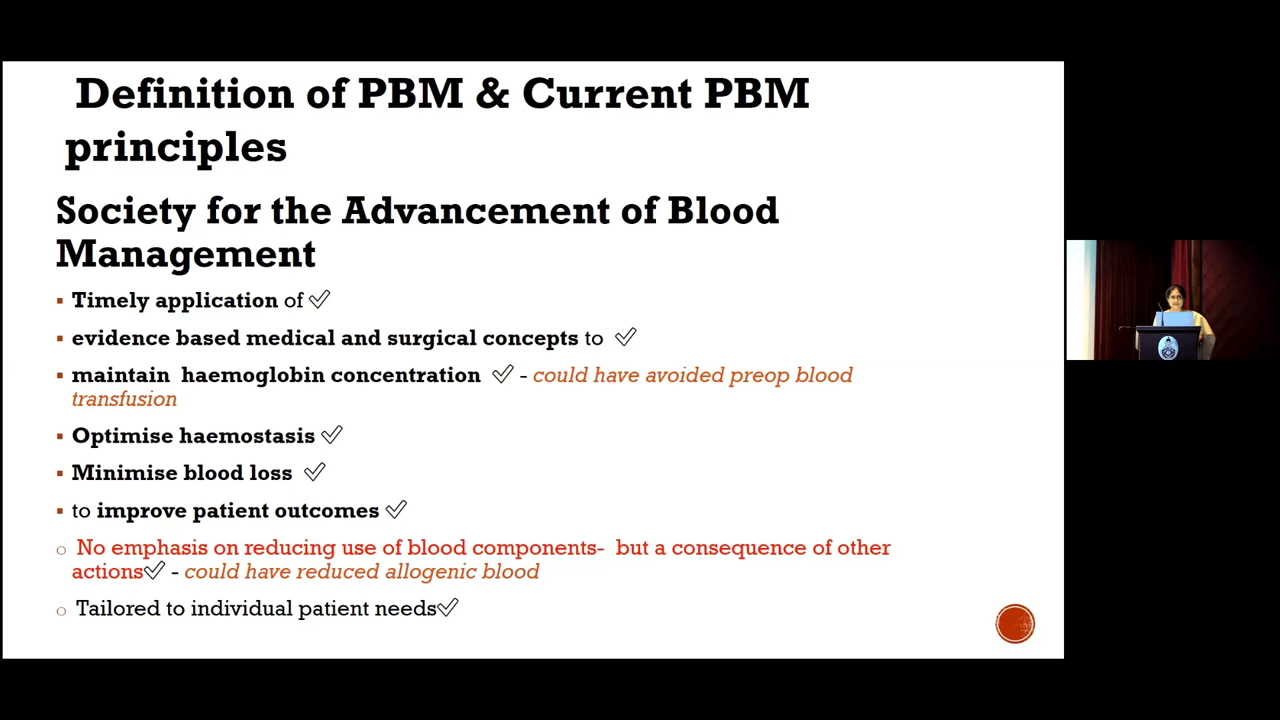 Definition of PBM & Current PBM
principles
Society for the Advancement of Blood
Management
▪ Timely application of ✓
▪ evidence based medical and surgical concepts to ✓
▪ maintain haemoglobin concentration ✓ - could have avoided preop blood
transfusion
▪ Optimise haemostasis ✓
▪ Minimise blood loss ✓
▪ to improve patient outcomes ✓
o No emphasis on reducing use of blood components- but a consequence of other
actions✓ - could have reduced allogenic blood
o Tailored to individual patient needs✓